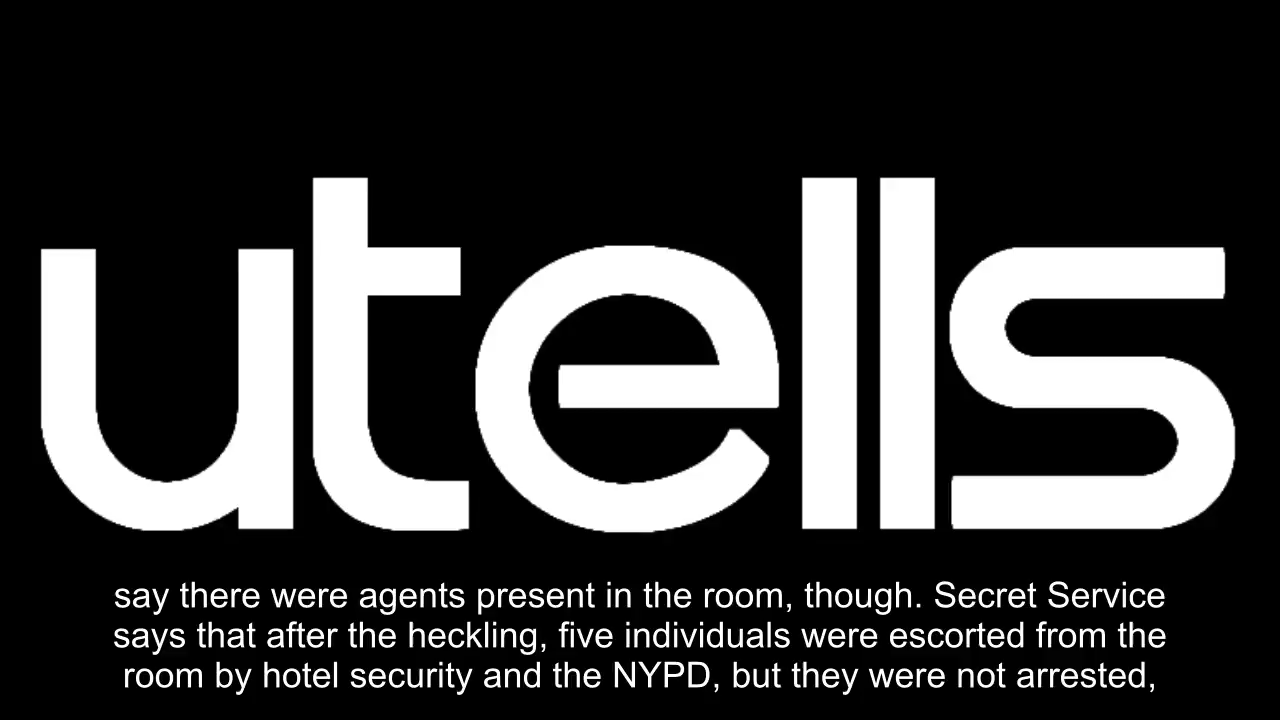 utells
say there were agents present in the room, though. Secret Service
says that after the heckling, five individuals were escorted from the
room by hotel security and the NYPD, but they were not arrested,